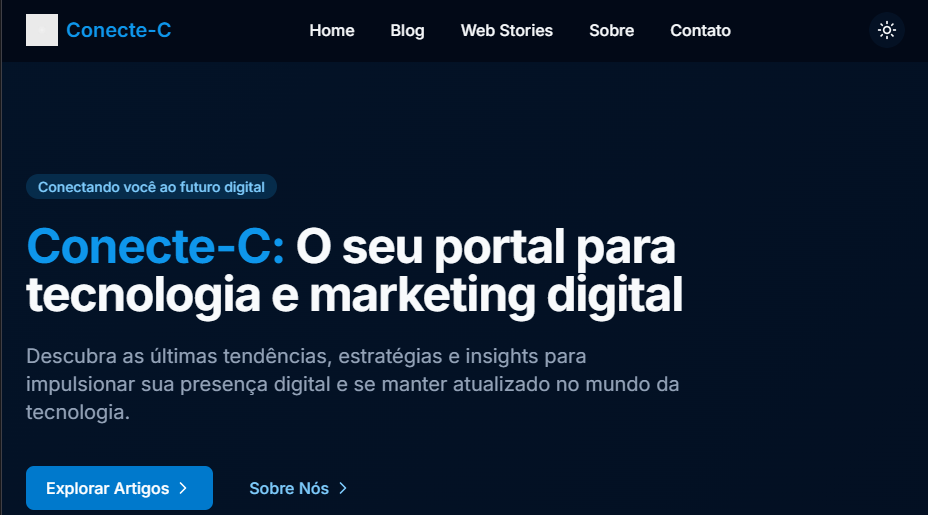 Conecte-C
Home
Blog
Web Stories
Sobre
Contato
Conectando você ao futuro digital
Conecte-C: O seu portal para
tecnologia e marketing digital
Descubra as últimas tendências, estratégias e insights para
impulsionar sua presença digital e se manter atualizado no mundo da
tecnologia.
Explorar Artigos
Sobre Nós